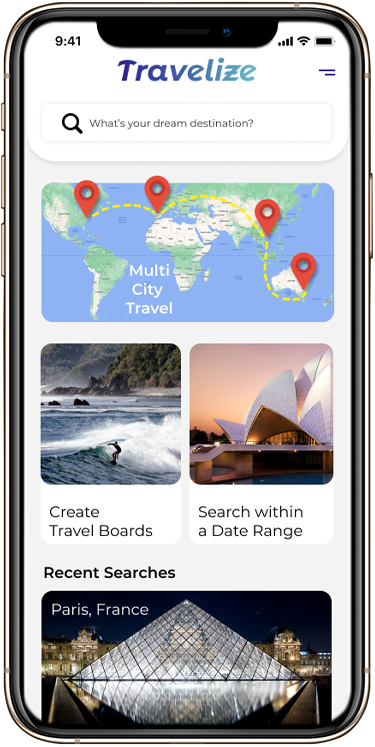 9:41
Travelize
What's your dream destination?
Multi
City
Travel
Create
Travel Boards
Search within
a Date Range
Recent Searches
Paris, France